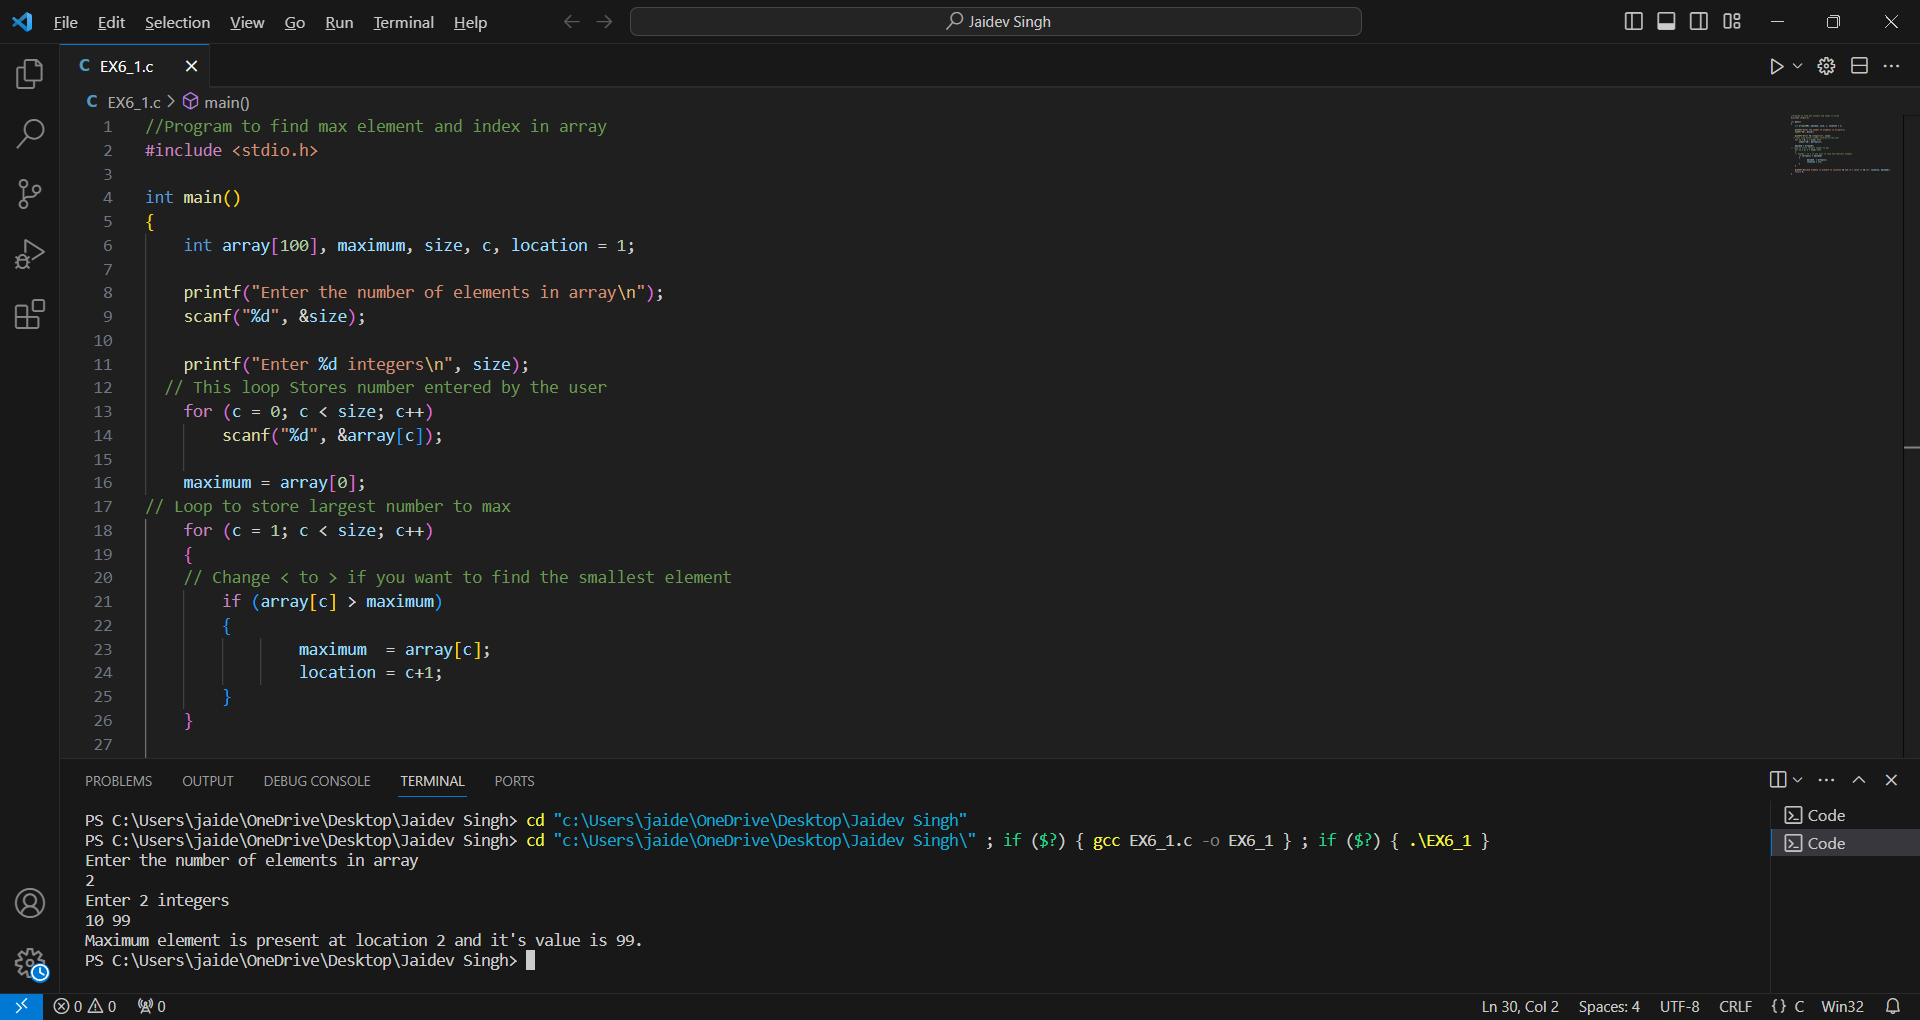 File Edit Selection View Go Run Terminal Help
Jaidev Singh
C EX6_1.c
C EX6_1.c > main()
1 //Program to find max element and index in array
2 #include <stdio.h>
3
4 int main()
5 {
6 int array[100], maximum, size, c, location = 1;
7
8 printf("Enter the number of elements in array\n");
9 scanf("%d", &size);
10
11 printf("Enter %d integers\n", size);
12 // This loop Stores number entered by the user
13 for (c = 0; c < size; c++)
14 scanf("%d", &array[c]);
15
16 maximum = array[0];
17 // Loop to store largest number to max
18 for (c = 1; c < size; c++)
19 {
20 // Change < to > if you want to find the smallest element
21 if (array[c] > maximum)
22 {
23 maximum  = array[c];
24 location = c+1;
25 }
26 }
27
PROBLEMS OUTPUT DEBUG CONSOLE TERMINAL PORTS
PS C:\Users\jaide\OneDrive\Desktop\Jaidev Singh> cd "c:\Users\jaide\OneDrive\Desktop\Jaidev Singh"
PS C:\Users\jaide\OneDrive\Desktop\Jaidev Singh> cd "c:\Users\jaide\OneDrive\Desktop\Jaidev Singh\" ; if ($?) { gcc EX6_1.c -o EX6_1 } ; if ($?) { .\EX6_1 }
Enter the number of elements in array
2
Enter 2 integers
10 99
Maximum element is present at location 2 and it's value is 99.
PS C:\Users\jaide\OneDrive\Desktop\Jaidev Singh>
Code
Code
0 0 0
Ln 30, Col 2 Spaces: 4 UTF-8 CRLF {} C Win32